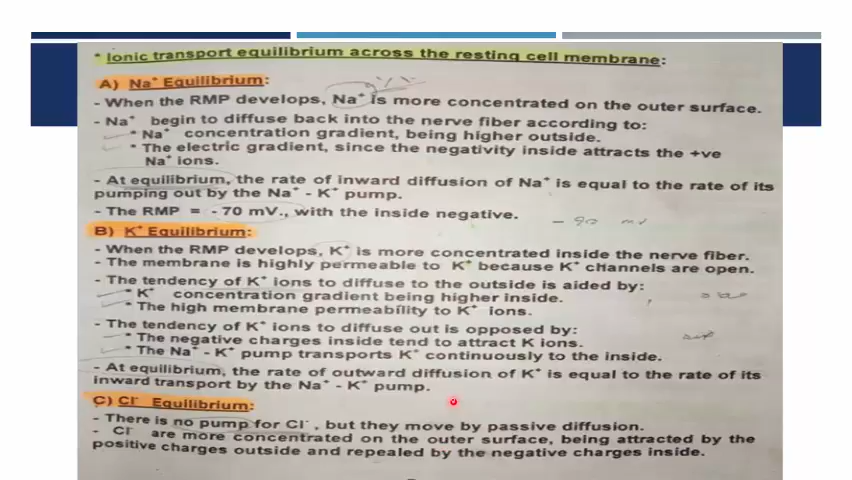 * Ionic transport equilibrium across the resting cell membrane:
A) Na⁺ Equilibrium:
- When the RMP develops, Na⁺ is more concentrated on the outer surface.
- Na⁺ begin to diffuse back into the nerve fiber according to:
* Na⁺ concentration gradient, being higher outside.
* The electric gradient, since the negativity inside attracts the +ve
Na⁺ ions.
- At equilibrium, the rate of inward diffusion of Na⁺ is equal to the rate of its
pumping out by the Na⁺ - K⁺ pump.
- The RMP = - 70 mV., with the inside negative.
- 90 mv
B) K⁺ Equilibrium:
- When the RMP develops, K⁺ is more concentrated inside the nerve fiber.
- The membrane is highly permeable to K⁺ because K⁺ channels are open.
- The tendency of K⁺ ions to diffuse to the outside is aided by:
* K⁺ concentration gradient being higher inside.
* The high membrane permeability to K⁺ ions.
- The tendency of K⁺ ions to diffuse out is opposed by:
* The negative charges inside tend to attract K ions.
* The Na⁺ - K⁺ pump transports K⁺ continuously to the inside.
- At equilibrium, the rate of outward diffusion of K⁺ is equal to the rate of its
inward transport by the Na⁺ - K⁺ pump.
C) Cl⁻ Equilibrium:
- There is no pump for Cl⁻, but they move by passive diffusion.
- Cl⁻ are more concentrated on the outer surface, being attracted by the
positive charges outside and repealed by the negative charges inside.